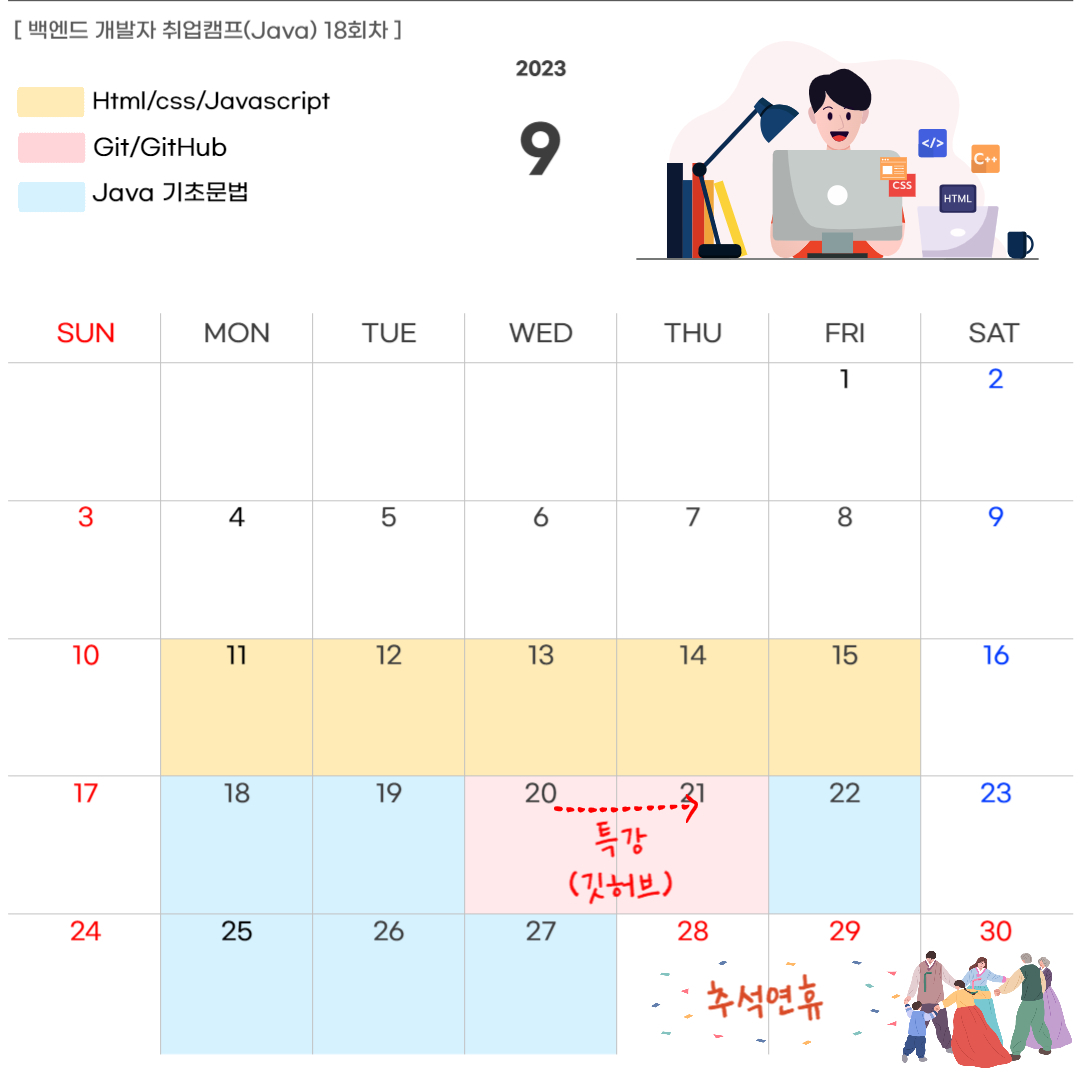 [ 백엔드 개발자 취업캠프(Java) 18회차 ]
2023
9
Html/css/Javascript
Git/GitHub
Java 기초문법
</>
C++
CSS
HTML
SUN MON TUE WED THU FRI SAT
1 2
3 4 5 6 7 8 9
10 11 12 13 14 15 16
17 18 19 20 21 22 23
특강
(깃허브)
24 25 26 27 28 29 30
추석연휴